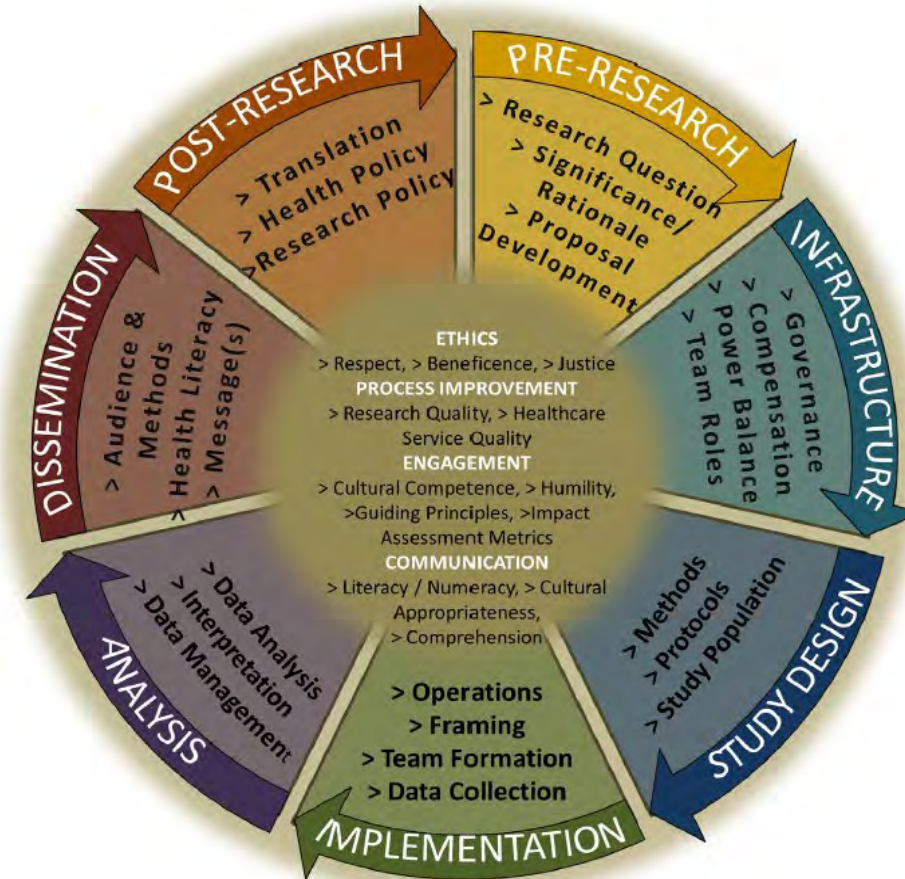 PRE-RESEARCH
> Research Question
> Significance/
Rationale
> Proposal
Development
INFRASTRUCTURE
> Governance
> Compensation
> Power Balance
> Team Roles
STUDY DESIGN
> Methods
> Protocols
> Study Population
IMPLEMENTATION
> Operations
> Framing
> Team Formation
> Data Collection
ANALYSIS
> Data Analysis
> Interpretation
> Data Management
DISSEMINATION
> Audience &
Methods
> Health Literacy
> Message(s)
POST-RESEARCH
> Translation
> Health Policy
>Research Policy
ETHICS
> Respect, > Beneficence, > Justice
PROCESS IMPROVEMENT
> Research Quality, > Healthcare
Service Quality
ENGAGEMENT
> Cultural Competence, > Humility,
>Guiding Principles, >Impact
Assessment Metrics
COMMUNICATION
> Literacy / Numeracy, > Cultural
Appropriateness,
> Comprehension